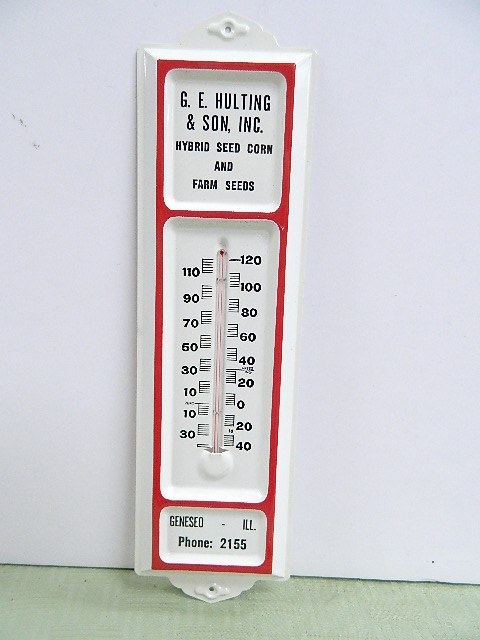 G. E. HULTING
& SON, INC.
HYBRID SEED CORN
AND
FARM SEEDS
120
110
100
90
80
70
60
50
40
30
20
10
0
10
20
30
40
GENESEO - ILL.
Phone: 2155